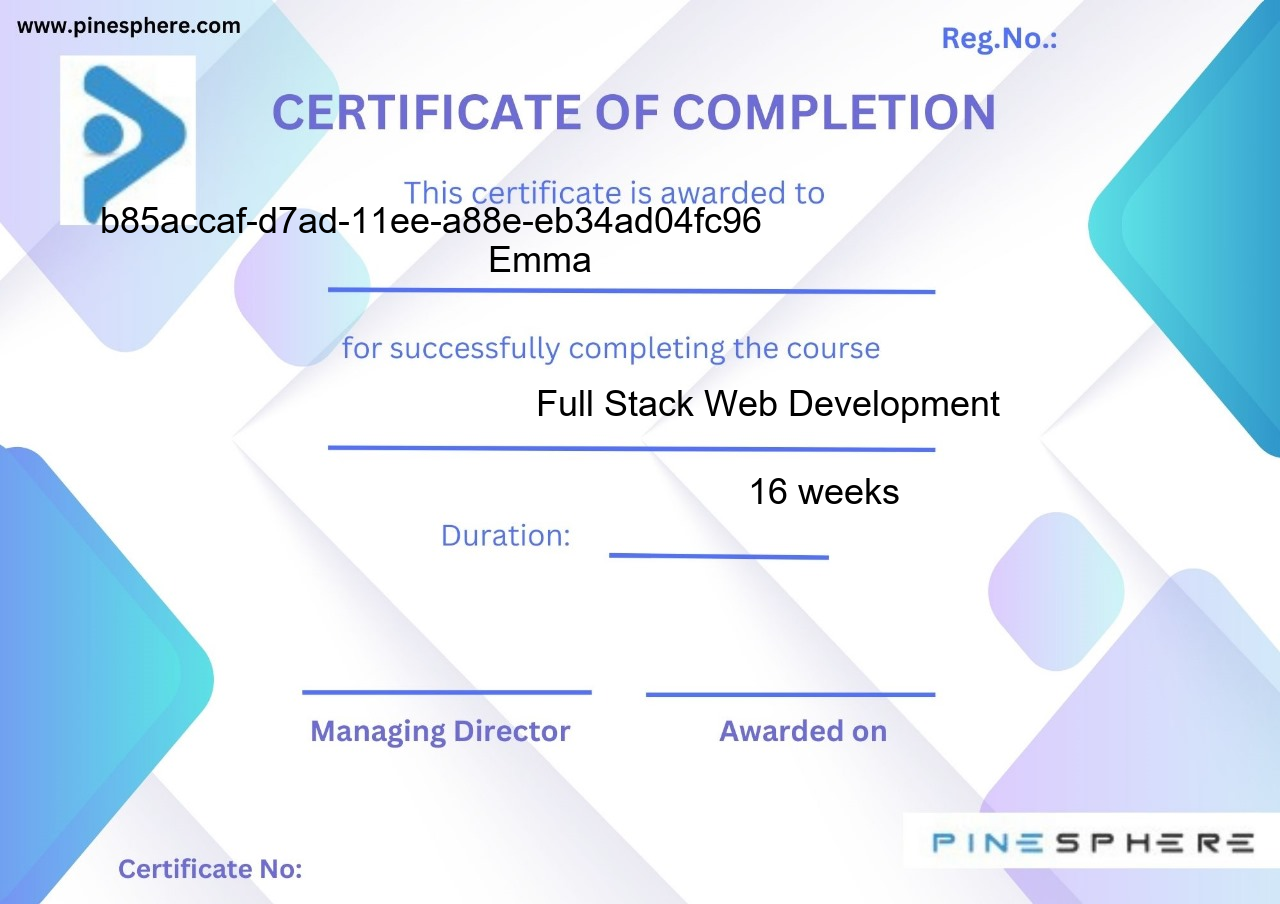 www.pinesphere.com
Reg.No.:
CERTIFICATE OF COMPLETION
This certificate is awarded to
b85accaf-d7ad-11ee-a88e-eb34ad04fc96
Emma
for successfully completing the course
Full Stack Web Development
16 weeks
Duration:
Managing Director
Awarded on
PINESPHERE
Certificate No: